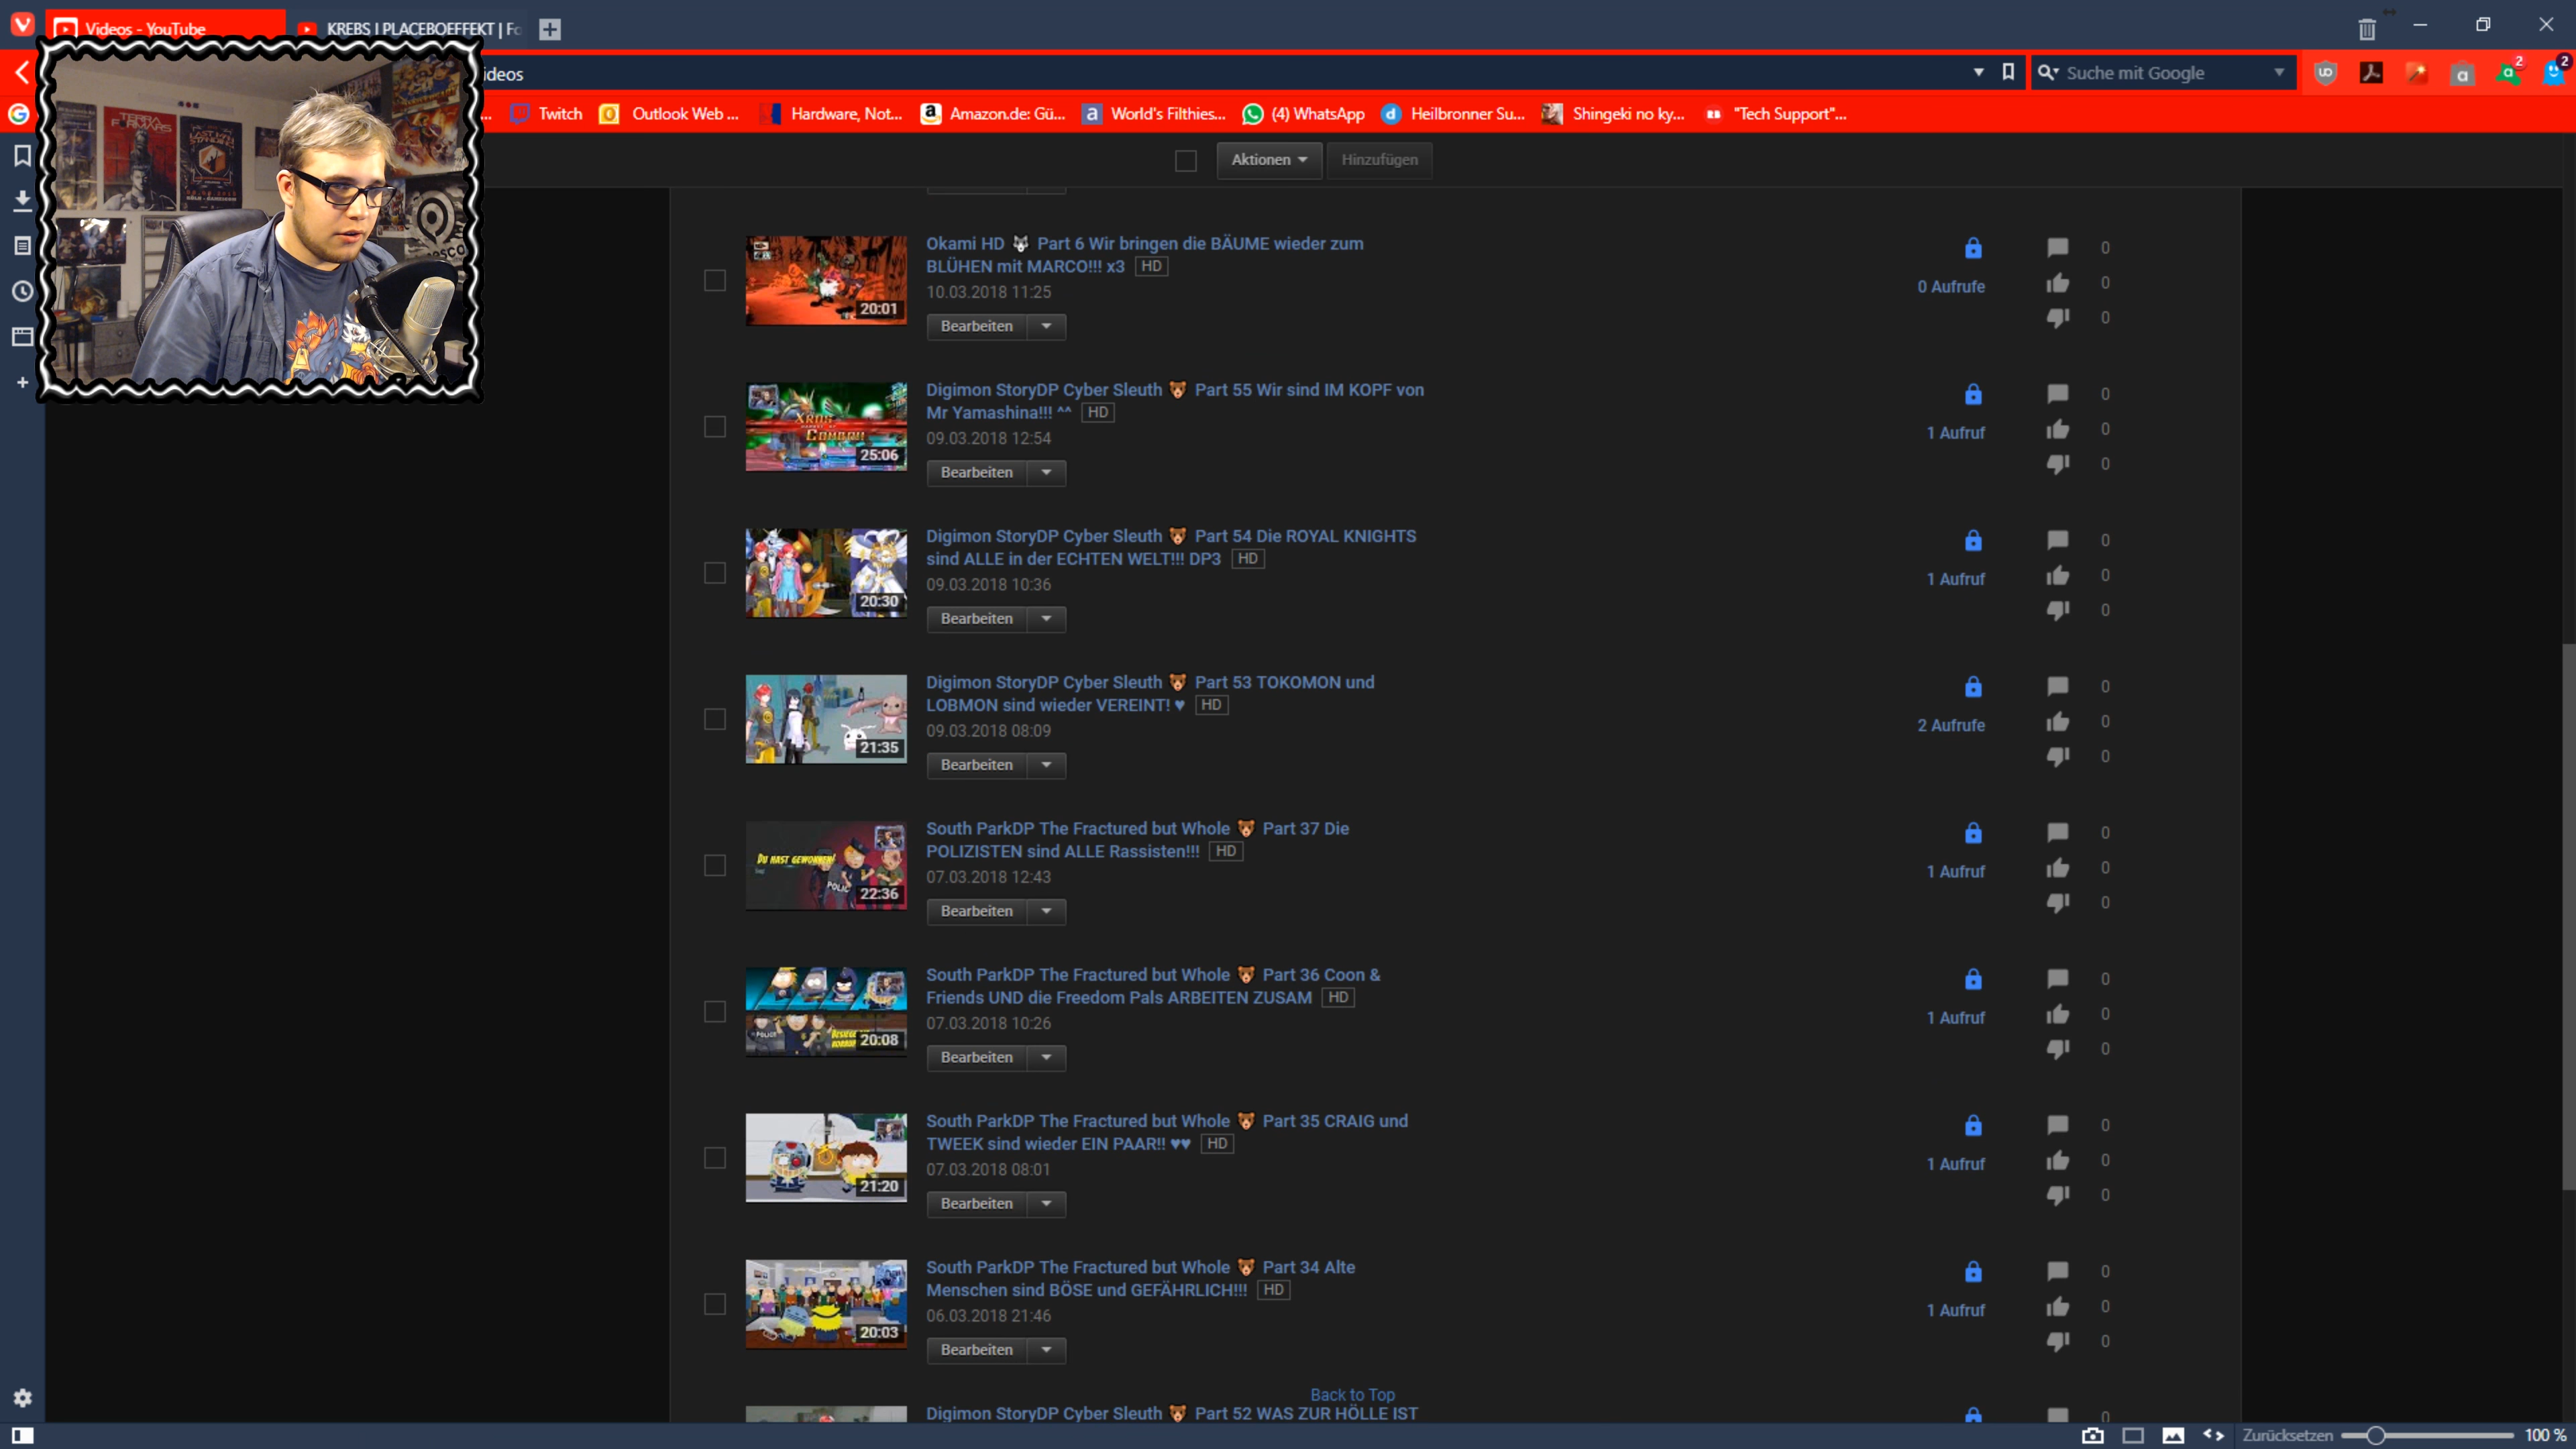 Videos - YouTube
KREBS | PLACEBOEFFEKT | Fo
ideos
Suche mit Google
2
2
...
Twitch
Outlook Web ...
Hardware, Not...
Amazon.de: Gü...
World's Filthies...
(4) WhatsApp
Heilbronner Su...
Shingeki no ky...
"Tech Support"...
TERRA FORMARS
Aktionen
Hinzufügen
Okami HD Part 6 Wir bringen die BÄUME wieder zum
BLÜHEN mit MARCO!!! x3 HD
10.03.2018 11:25
20:01
Bearbeiten
0 Aufrufe
0
0
0
Digimon StoryDP Cyber Sleuth Part 55 Wir sind IM KOPF von
Mr Yamashina!!! ^^ HD
09.03.2018 12:54
25:06
Bearbeiten
1 Aufruf
0
0
0
Digimon StoryDP Cyber Sleuth Part 54 Die ROYAL KNIGHTS
sind ALLE in der ECHTEN WELT!!! DP3 HD
09.03.2018 10:36
20:30
Bearbeiten
1 Aufruf
0
0
0
Digimon StoryDP Cyber Sleuth Part 53 TOKOMON und
LOBMON sind wieder VEREINT! ♥ HD
09.03.2018 08:09
21:35
Bearbeiten
2 Aufrufe
0
0
0
South ParkDP The Fractured but Whole Part 37 Die
POLIZISTEN sind ALLE Rassisten!!! HD
07.03.2018 12:43
DU HAST GEWONNEN!
22:36
Bearbeiten
1 Aufruf
0
0
0
South ParkDP The Fractured but Whole Part 36 Coon &
Friends UND die Freedom Pals ARBEITEN ZUSAM HD
07.03.2018 10:26
POLICE
20:08
Bearbeiten
1 Aufruf
0
0
0
South ParkDP The Fractured but Whole Part 35 CRAIG und
TWEEK sind wieder EIN PAAR!! ♥♥ HD
07.03.2018 08:01
21:20
Bearbeiten
1 Aufruf
0
0
0
South ParkDP The Fractured but Whole Part 34 Alte
Menschen sind BÖSE und GEFÄHRLICH!!! HD
06.03.2018 21:46
20:03
Bearbeiten
1 Aufruf
0
0
0
Back to Top
Digimon StoryDP Cyber Sleuth Part 52 WAS ZUR HÖLLE IST
0
Zurücksetzen
100 %